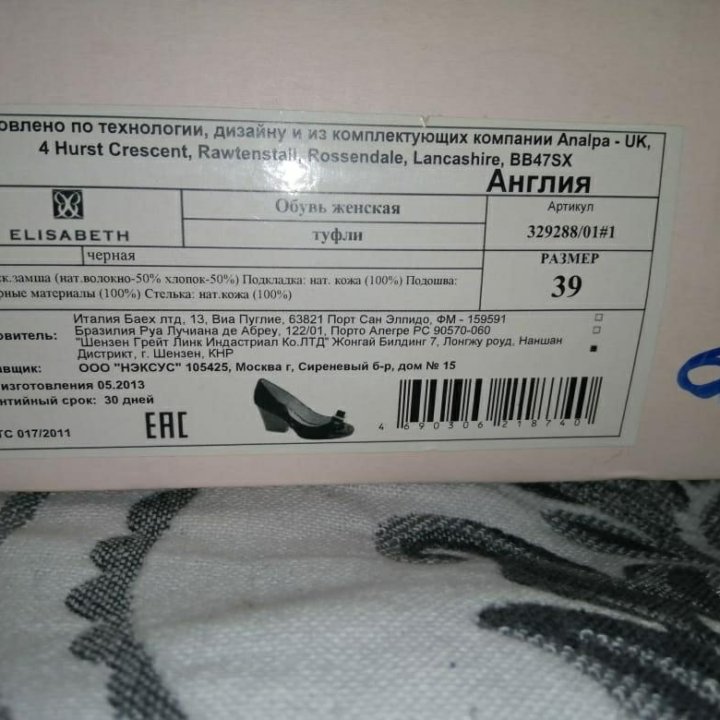 овлено по технологии, дизайну и из комплектующих компании Analpa - UK,
4 Hurst Crescent, Rawtenstall, Rossendale, Lancashire, BB47SX
Англия
ELISABETH
Обувь женская
туфли
Артикул
329288/01#1
черная
РАЗМЕР
39
к.замша (нат.волокно-50% хлопок-50%) Подкладка: нат. кожа (100%) Подошва:
рные материалы (100%) Стелька: нат.кожа (100%)
Италия Баех лтд, 13, Виа Пуглие, 63821 Порт Сан Элпидо, ФМ - 159591
овитель: Бразилия Руа Лучиана де Абреу, 122/01, Порто Алегре РС 90570-060
"Шензен Грейт Линк Индастриал Ко.ЛТД" Жонгай Билдинг 7, Лонгжу роуд, Наншан
Дистрикт, г. Шензен, КНР
авщик: ООО "НЭКСУС" 105425, Москва г, Сиреневый б-р, дом № 15
изготовления 05.2013
нтийный срок: 30 дней
ТС 017/2011
EAC
4 690306 218740